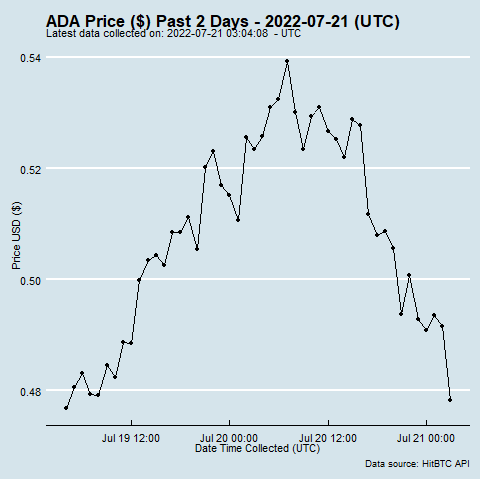 ADA Price ($) Past 2 Days - 2022-07-21 (UTC)
Latest data collected on: 2022-07-21 03:04:08  - UTC
0.54
0.52
0.50
0.48
Price USD ($)
Jul 19 12:00
Jul 20 00:00
Jul 20 12:00
Jul 21 00:00
Date Time Collected (UTC)
Data source: HitBTC API